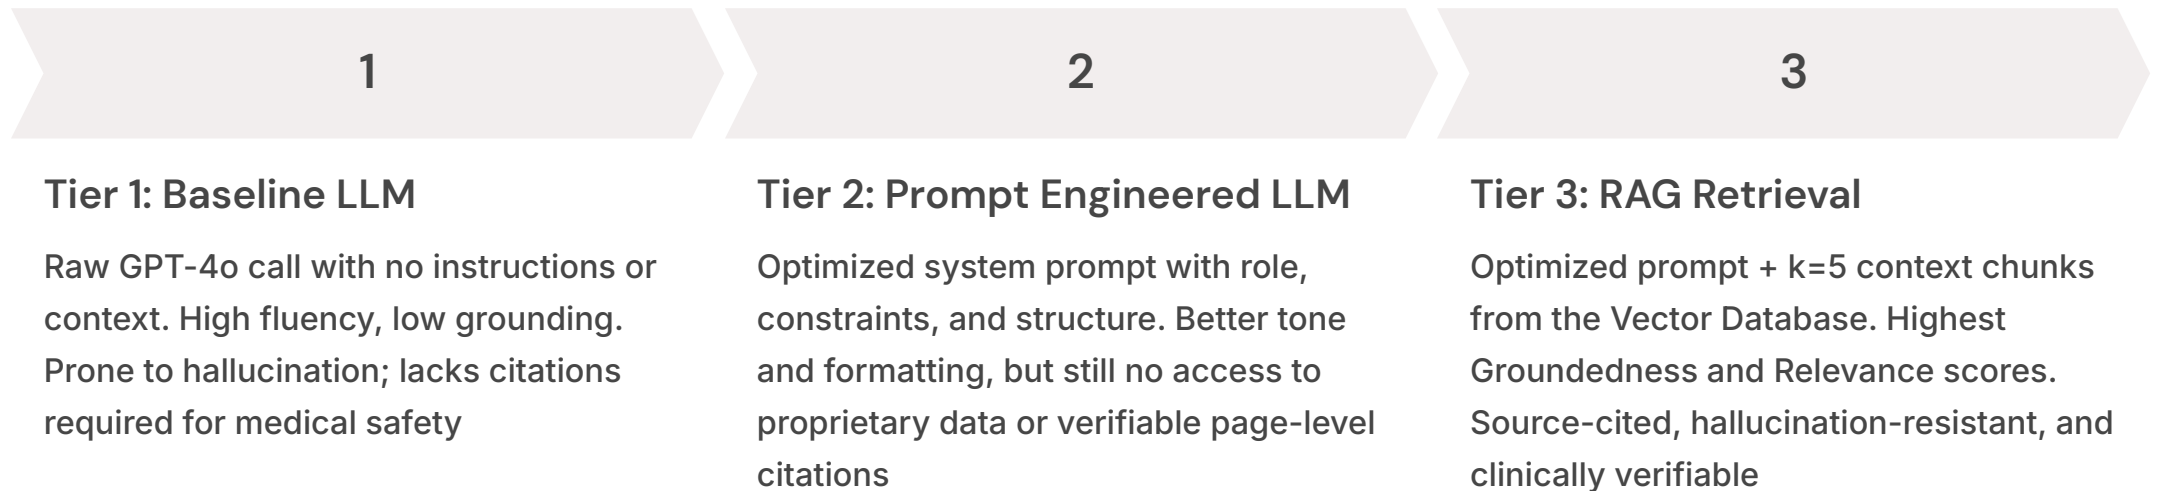 1
2
3
Tier 1: Baseline LLM
Raw GPT-4o call with no instructions or
context. High fluency, low grounding.
Prone to hallucination; lacks citations
required for medical safety
Tier 2: Prompt Engineered LLM
Optimized system prompt with role,
constraints, and structure. Better tone
and formatting, but still no access to
proprietary data or verifiable page-level
citations
Tier 3: RAG Retrieval
Optimized prompt + k=5 context chunks
from the Vector Database. Highest
Groundedness and Relevance scores.
Source-cited, hallucination-resistant, and
clinically verifiable